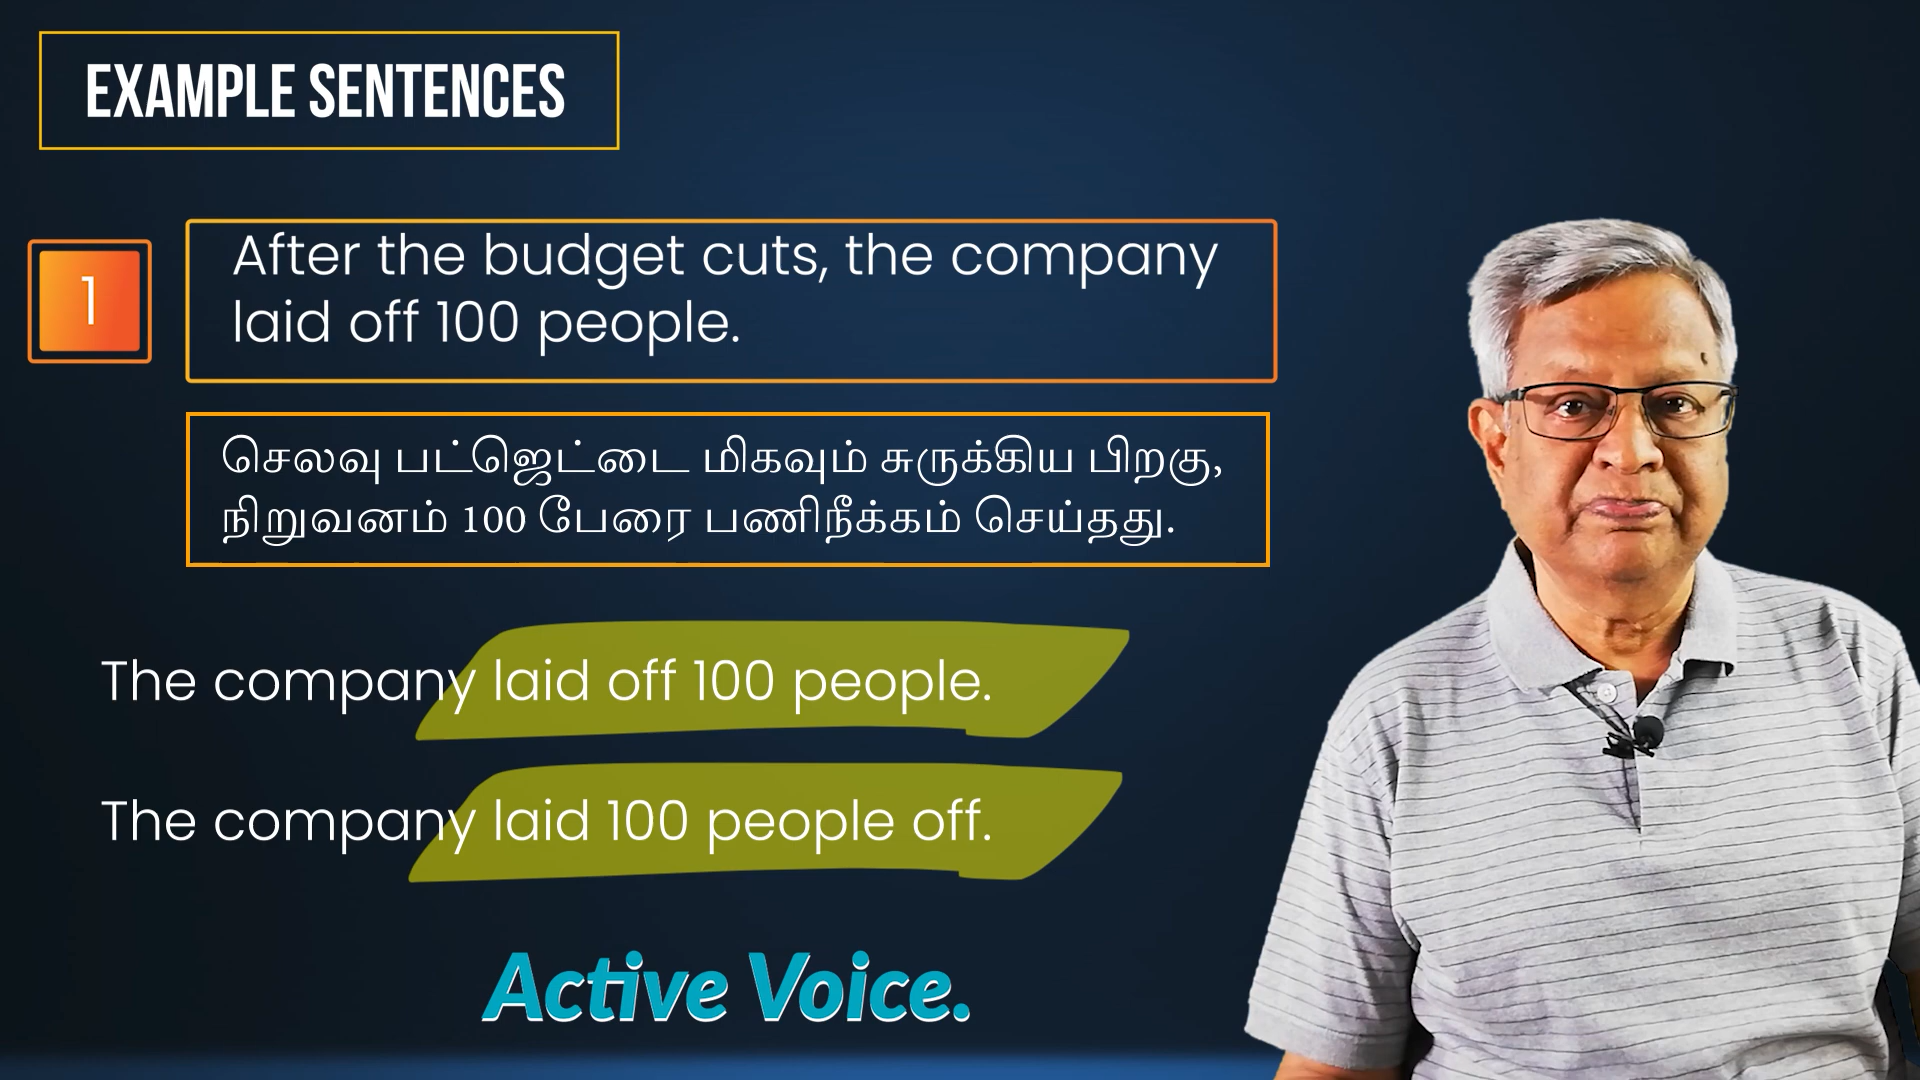 EXAMPLE SENTENCES
1
After the budget cuts, the company
laid off 100 people.
செலவு பட்ஜெட்டை மிகவும் சுருக்கிய பிறகு,
நிறுவனம் 100 பேரை பணிநீக்கம் செய்தது.
The company laid off 100 people.
The company laid 100 people off.
Active Voice.